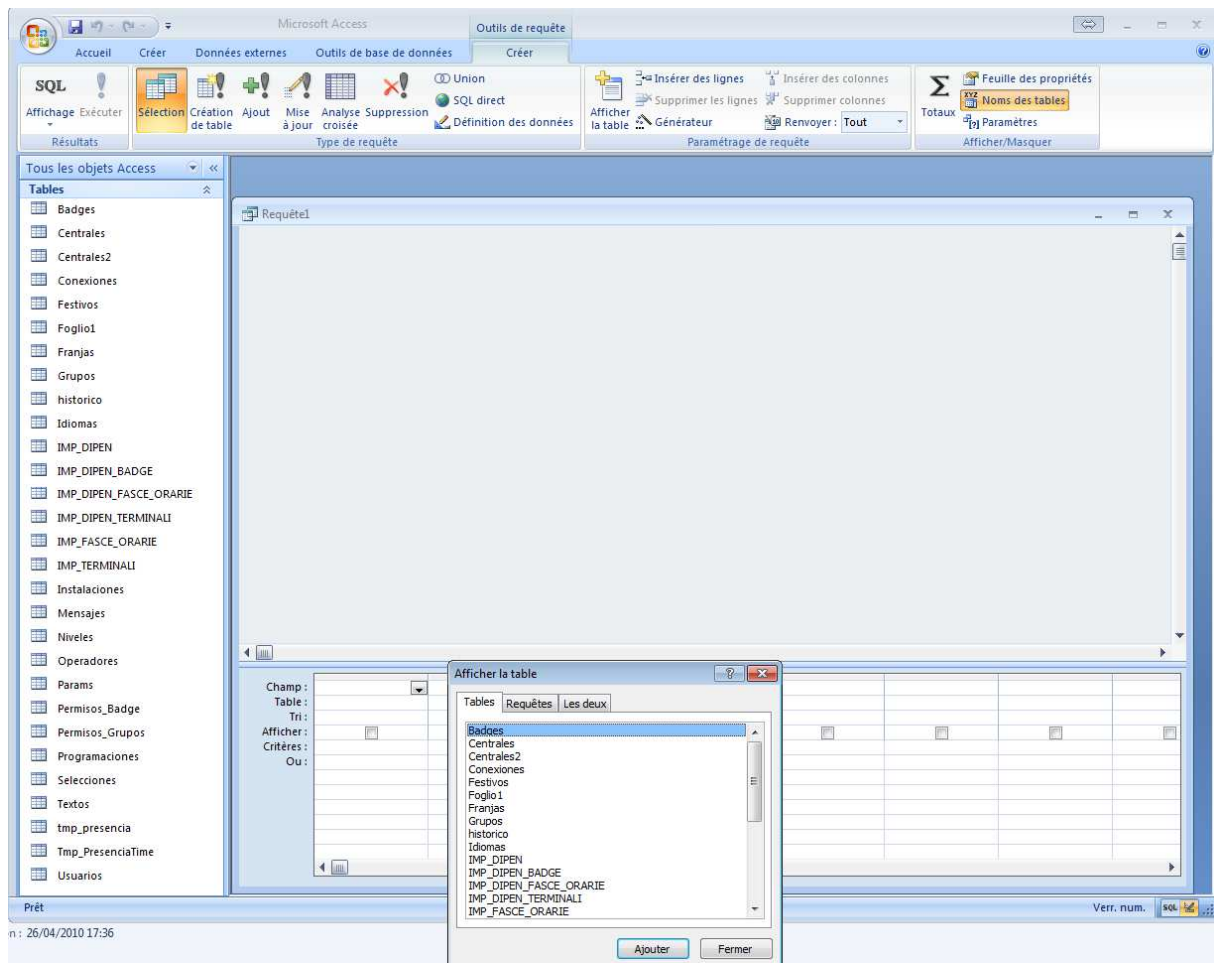 Microsoft Access
Outils de requête
Accueil Créer Données externes Outils de base de données Créer
SQL
Affichage Exécuter
Résultats
Sélection Création de table Ajout Mise à jour Analyse croisée Suppression
Union
SQL direct
Définition des données
Type de requête
Afficher la table
Insérer des lignes
Supprimer les lignes
Générateur
Insérer des colonnes
Supprimer colonnes
Renvoyer : Tout
Paramétrage de requête
Σ
Totaux
Feuille des propriétés
XYZ
Noms des tables
[?] Paramètres
Afficher/Masquer
Tous les objets Access
Tables
Badges
Centrales
Centrales2
Conexiones
Festivos
Foglio1
Franjas
Grupos
historico
Idiomas
IMP_DIPEN
IMP_DIPEN_BADGE
IMP_DIPEN_FASCE_ORARIE
IMP_DIPEN_TERMINALI
IMP_FASCE_ORARIE
IMP_TERMINALI
Instalaciones
Mensajes
Niveles
Operadores
Params
Permisos_Badge
Permisos_Grupos
Programaciones
Selecciones
Textos
tmp_presencia
Tmp_PresenciaTime
Usuarios
Requête1
Champ :
Table :
Tri :
Afficher :
Critères :
Ou :
Afficher la table
Tables Requêtes Les deux
Badges
Centrales
Centrales2
Conexiones
Festivos
Foglio1
Franjas
Grupos
historico
Idiomas
IMP_DIPEN
IMP_DIPEN_BADGE
IMP_DIPEN_FASCE_ORARIE
IMP_DIPEN_TERMINALI
IMP_FASCE_ORARIE
Ajouter Fermer
Prêt
Verr. num. SQL
n : 26/04/2010 17:36